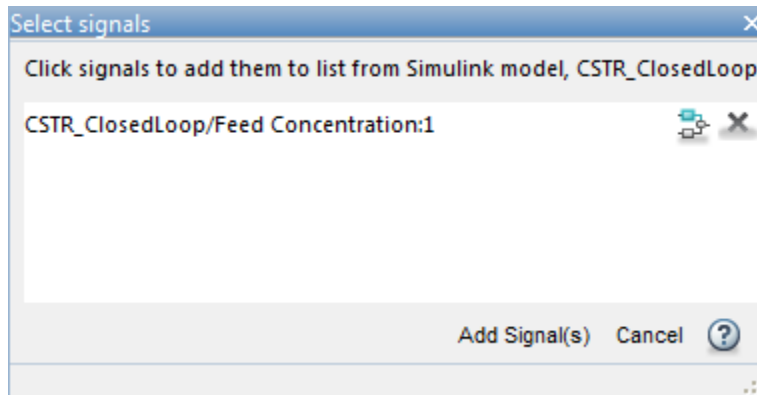 Select signals
Click signals to add them to list from Simulink model, CSTR_ClosedLoop
CSTR_ClosedLoop/Feed Concentration:1
Add Signal(s) Cancel ?